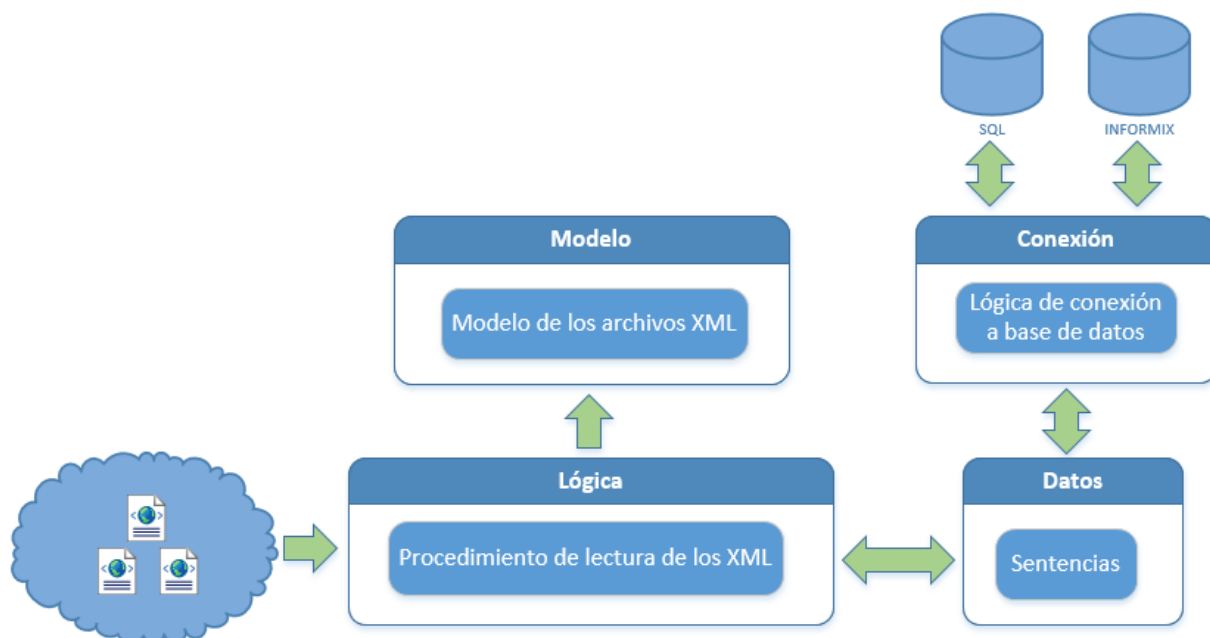 SQL
INFORMIX
Modelo
Modelo de los archivos XML
Conexión
Lógica de conexión
a base de datos
Lógica
Procedimiento de lectura de los XML
Datos
Sentencias